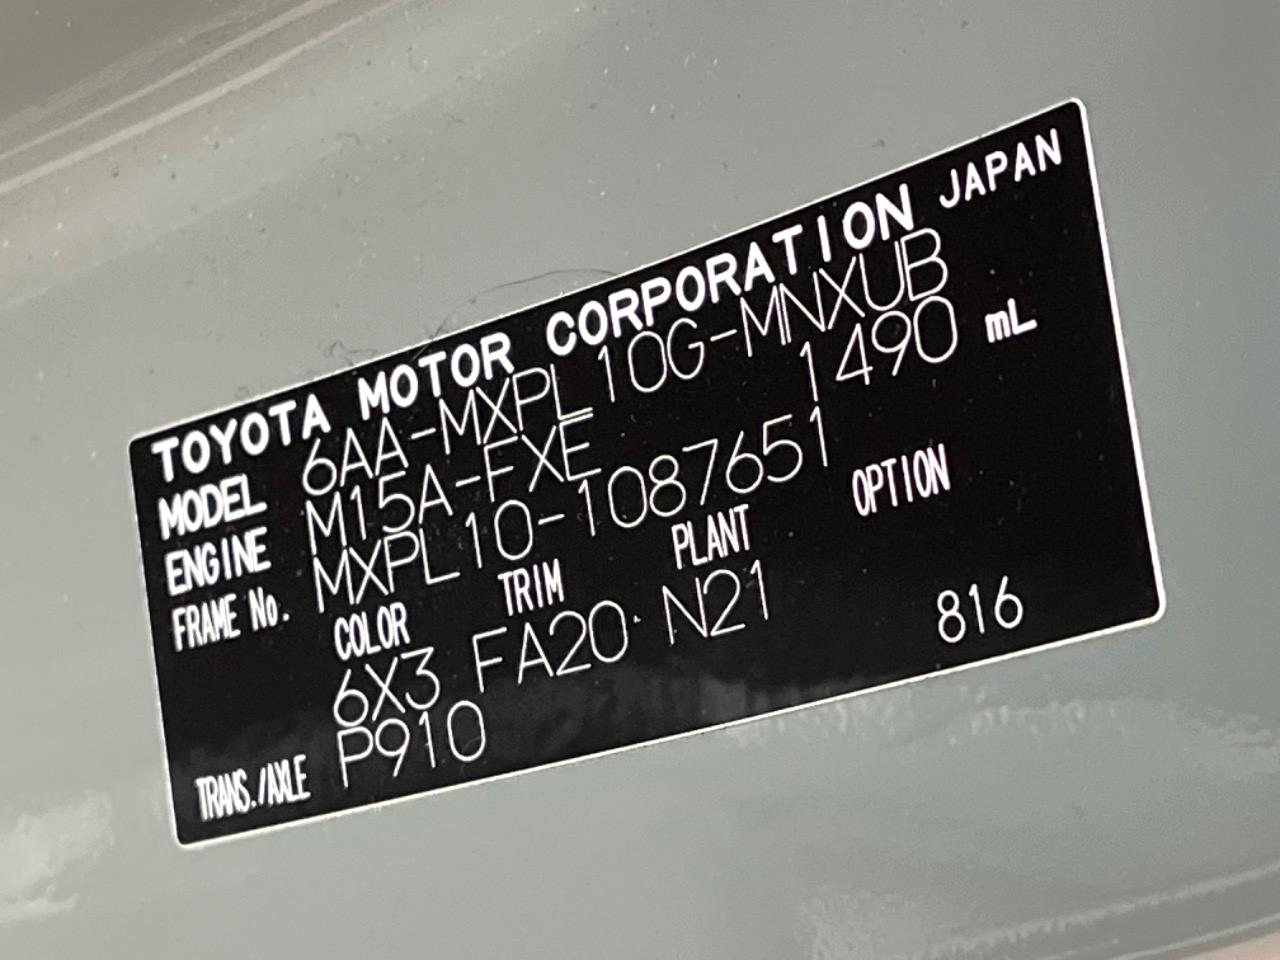 TOYOTA MOTOR CORPORATION JAPAN
MODEL 6AA-MXPL10G-MNXUB
ENGINE M15A-FXE 1490 mL
FRAME No. MXPL10-1087651
COLOR TRIM PLANT OPTION
6X3 FA20 N21 816
TRANS./AXLE P910